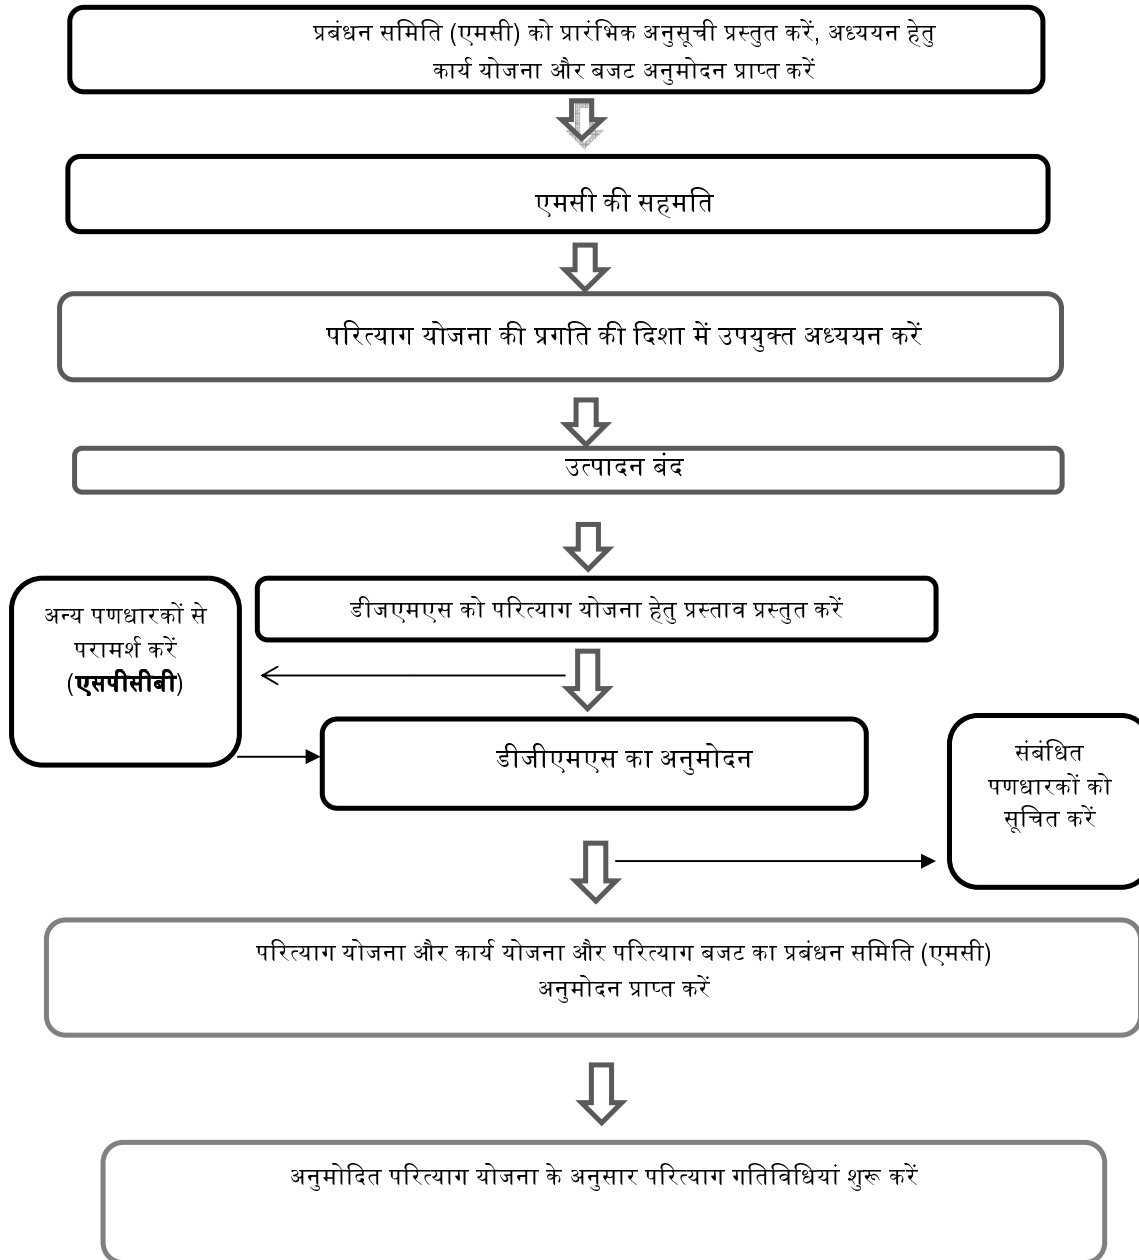 प्रबंधन समिति (एमसी) को प्रारंभिक अनुसूची प्रस्तुत करें, अध्ययन हेतु
कार्य योजना और बजट अनुमोदन प्राप्त करें
एमसी की सहमति
परित्याग योजना की प्रगति की दिशा में उपयुक्त अध्ययन करें
उत्पादन बंद
डीजएमएस को परित्याग योजना हेतु प्रस्ताव प्रस्तुत करें
अन्य पणधारकों से
परामर्श करें
(एसपीसीबी)
डीजीएमएस का अनुमोदन
संबंधित
पणधारकों को
सूचित करें
परित्याग योजना और कार्य योजना और परित्याग बजट का प्रबंधन समिति (एमसी)
अनुमोदन प्राप्त करें
अनुमोदित परित्याग योजना के अनुसार परित्याग गतिविधियां शुरू करें